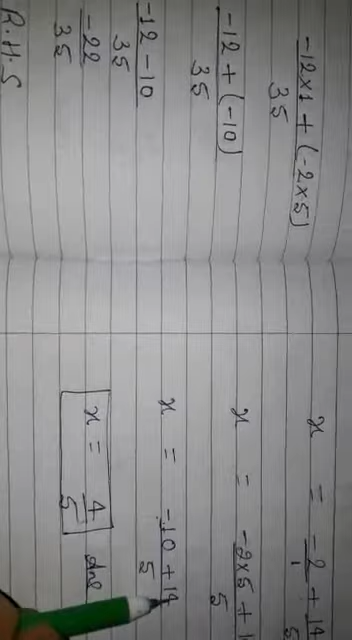 -12×1 + (-2×5)
35
-12 + (-10)
35
-12 - 10
35
-22
35
R.H.S
x = -2/1 + 14/5
x = -2×5 + 1
5
x = -10 + 14
5
x = 4/5 Ans